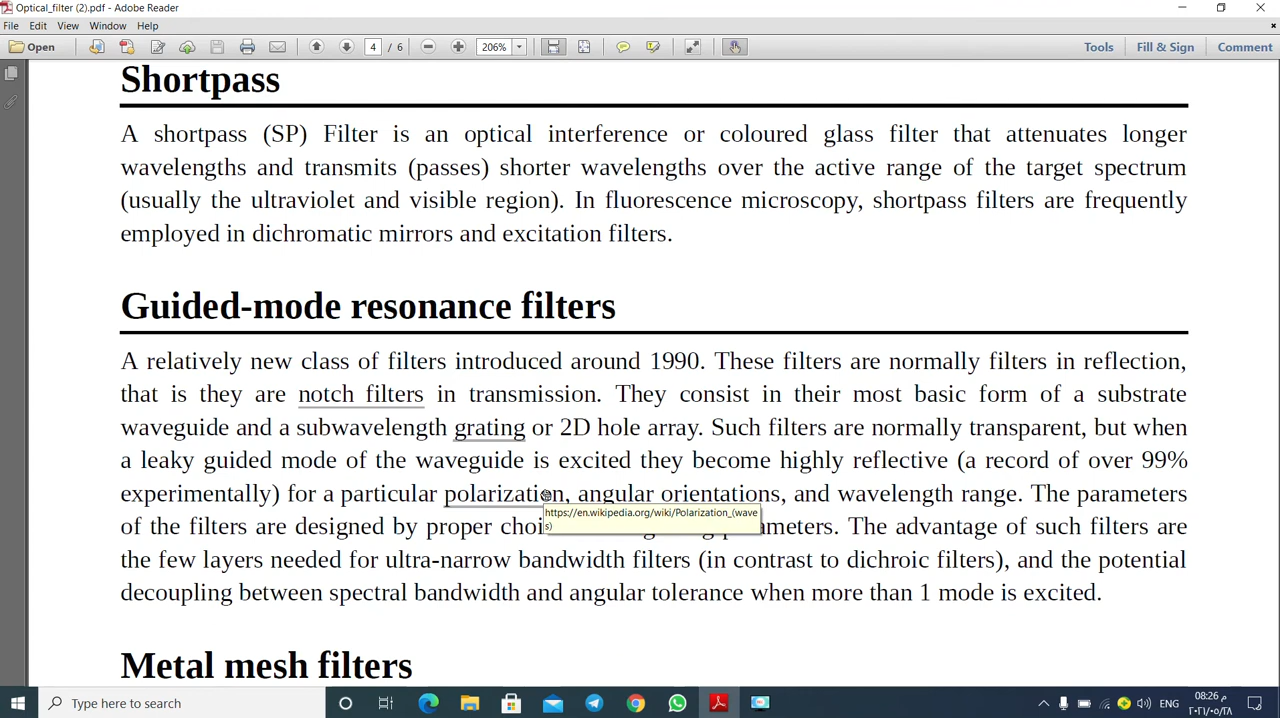 Optical_filter (2).pdf - Adobe Reader
File Edit View Window Help
Open 4 / 6 206% Tools Fill & Sign Comment
Shortpass
A shortpass (SP) Filter is an optical interference or coloured glass filter that attenuates longer
wavelengths and transmits (passes) shorter wavelengths over the active range of the target spectrum
(usually the ultraviolet and visible region). In fluorescence microscopy, shortpass filters are frequently
employed in dichromatic mirrors and excitation filters.
Guided-mode resonance filters
A relatively new class of filters introduced around 1990. These filters are normally filters in reflection,
that is they are notch filters in transmission. They consist in their most basic form of a substrate
waveguide and a subwavelength grating or 2D hole array. Such filters are normally transparent, but when
a leaky guided mode of the waveguide is excited they become highly reflective (a record of over 99%
experimentally) for a particular polarization, angular orientations, and wavelength range. The parameters
of the filters are designed by proper choi The advantage of such filters are
https://en.wikipedia.org/wiki/Polarization_(wave
s)
the few layers needed for ultra-narrow bandwidth filters (in contrast to dichroic filters), and the potential
decoupling between spectral bandwidth and angular tolerance when more than 1 mode is excited.
Metal mesh filters
Type here to search
ENG
08:26 م
٢٠٢١/٠٥/٢٨